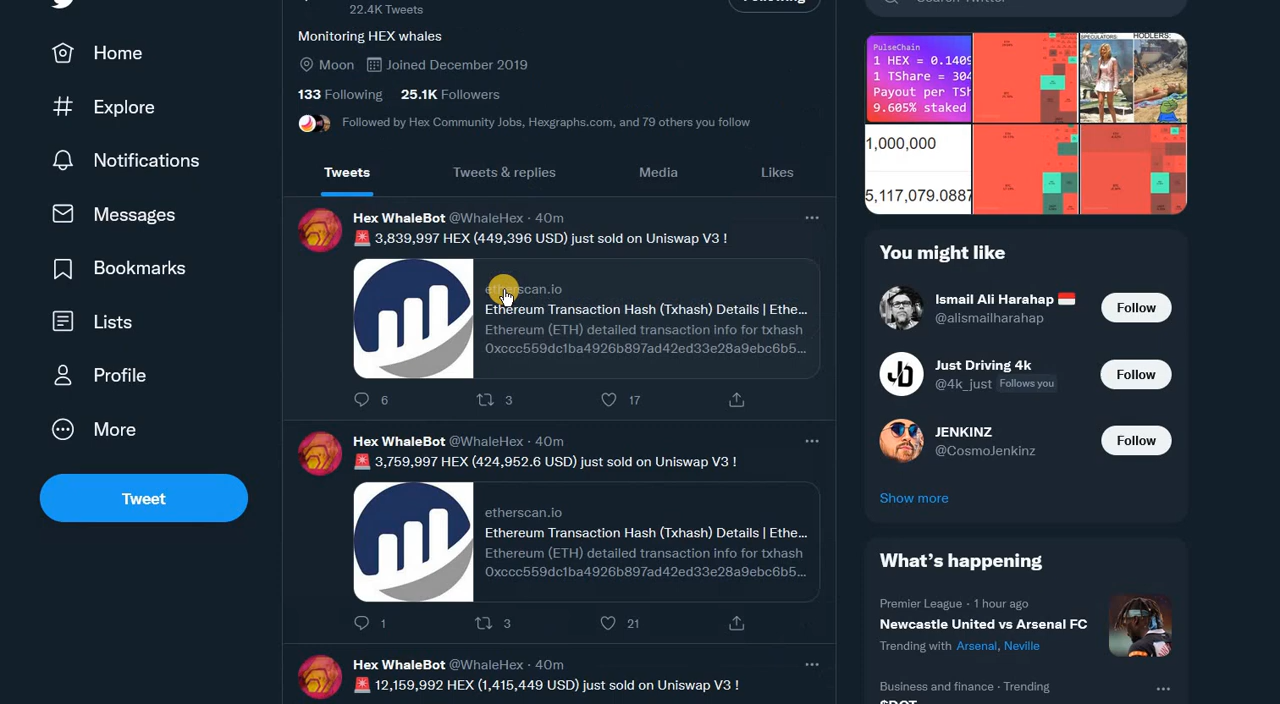 22.4K Tweets
Following
Search Twitter
Home
Explore
Notifications
Messages
Bookmarks
Lists
Profile
More
Tweet
Monitoring HEX whales
Moon Joined December 2019
133 Following 25.1K Followers
Followed by Hex Community Jobs, Hexgraphs.com, and 79 others you follow
Tweets Tweets & replies Media Likes
Hex WhaleBot @WhaleHex · 40m
🚨 3,839,997 HEX (449,396 USD) just sold on Uniswap V3 !
etherscan.io
Ethereum Transaction Hash (Txhash) Details | Ethe...
Ethereum (ETH) detailed transaction info for txhash
0xccc559dc1ba4926b897ad42ed33e28a9ebc6b5...
6 3 17
Hex WhaleBot @WhaleHex · 40m
🚨 3,759,997 HEX (424,952.6 USD) just sold on Uniswap V3 !
etherscan.io
Ethereum Transaction Hash (Txhash) Details | Ethe...
Ethereum (ETH) detailed transaction info for txhash
0xccc559dc1ba4926b897ad42ed33e28a9ebc6b5...
1 3 21
Hex WhaleBot @WhaleHex · 40m
🚨 12,159,992 HEX (1,415,449 USD) just sold on Uniswap V3 !
PulseChain
1 HEX = 0.1409
1 TShare = 304
Payout per TSh
9.605% staked
SPECULATORS: HODLERS:
1,000,000
5,117,079.0887
You might like
Ismail Ali Harahap
@alismailharahap
Follow
Just Driving 4k
@4k_just Follows you
Follow
JENKINZ
@CosmoJenkinz
Follow
Show more
What's happening
Premier League · 1 hour ago
Newcastle United vs Arsenal FC
Trending with Arsenal, Neville
Business and finance · Trending